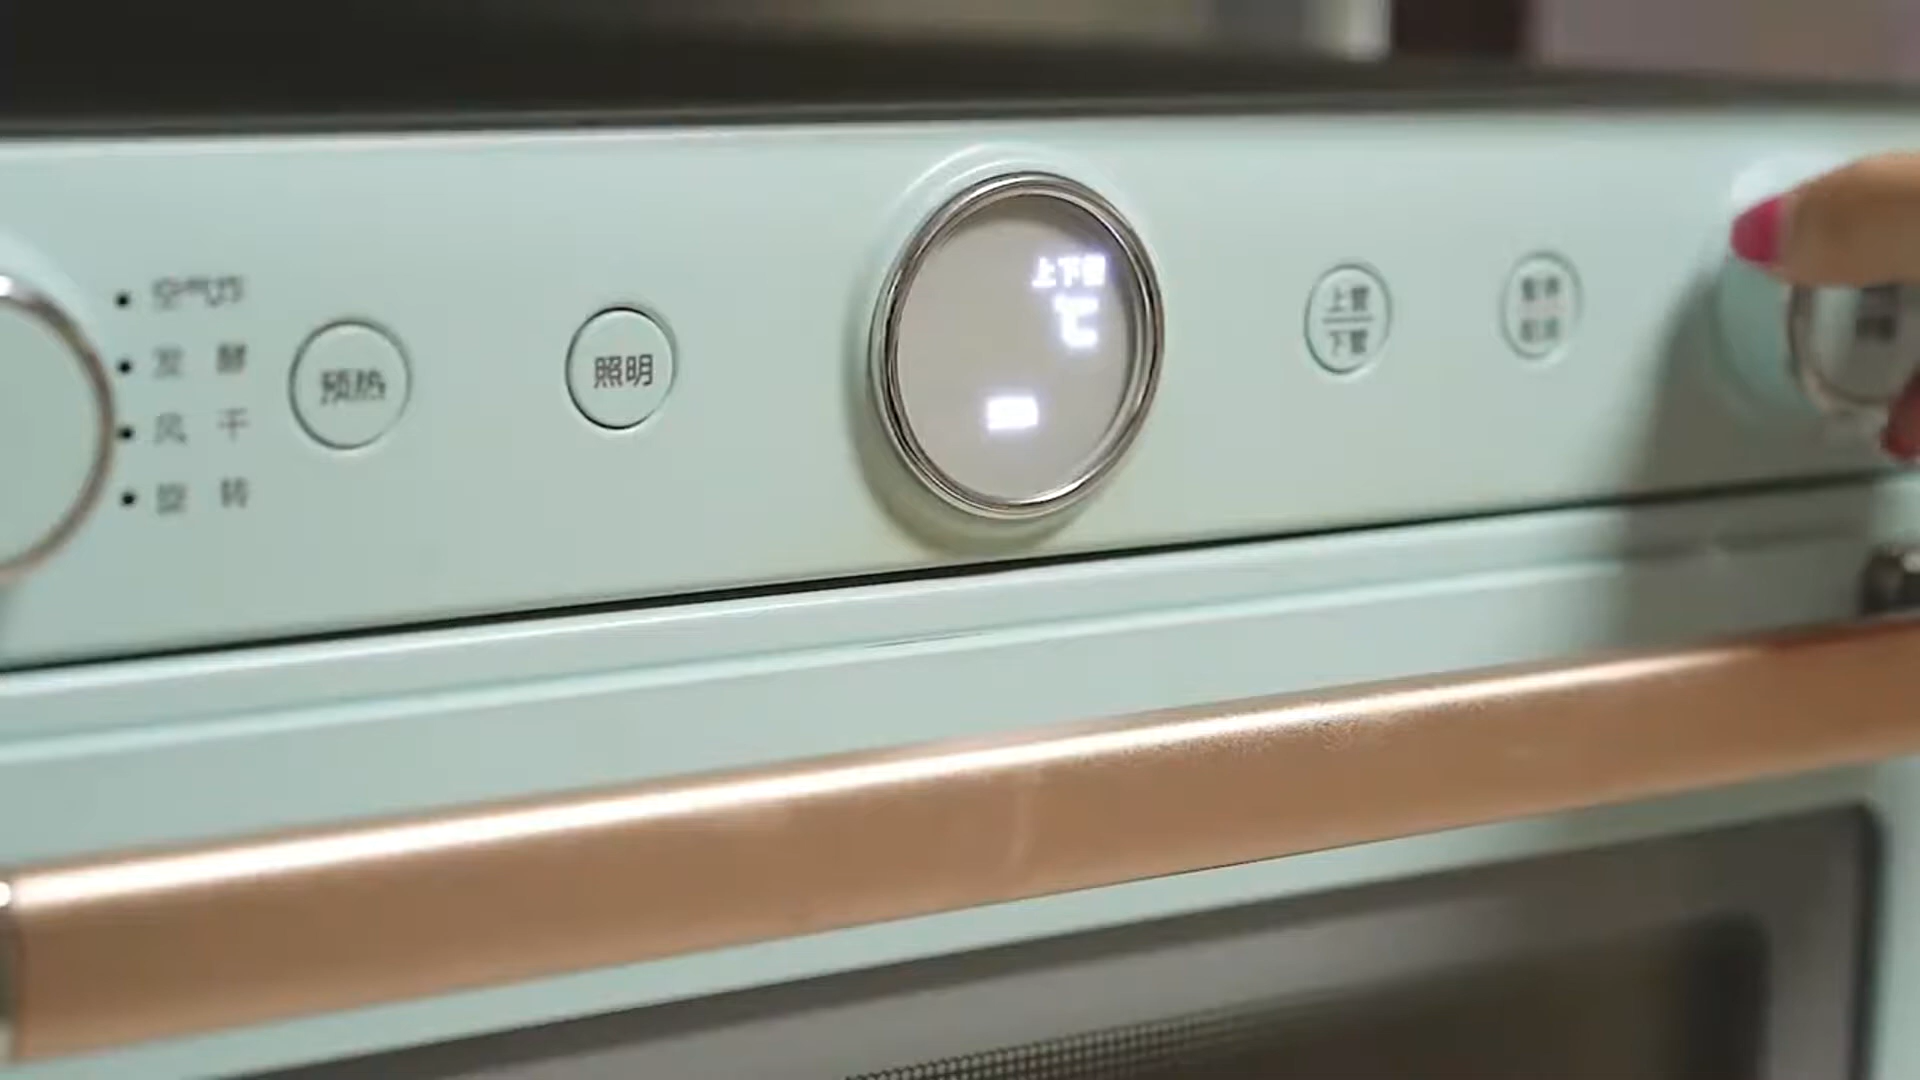 空气炸
发 酵
风 干
旋 转
预热
照明
上下管
℃
上管
下管